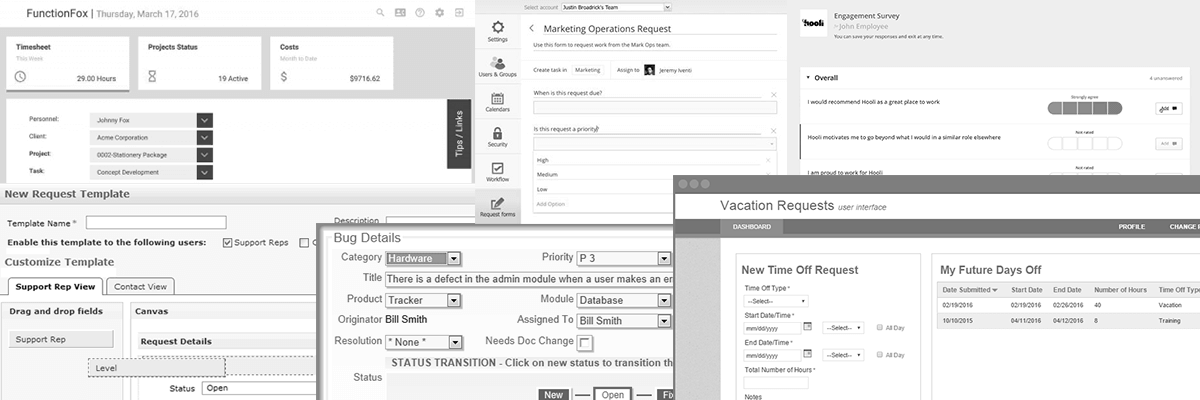 FunctionFox | Thursday, March 17, 2016
Timesheet
This Week
29.00 Hours
Projects Status
19 Active
Costs
Month to Date
$
$9716.62
Personnel:
Johnny Fox
Client:
Acme Corporation
Project:
0002-Stationery Package
Task:
Concept Development
Tips / Links
Select account
Justin Broadrick's Team
Settings
Users & Groups
Calendars
Security
Workflow
Request forms
Marketing Operations Request
Use this form to request work from the Mark Ops team.
Create task in
Marketing
Assign to
Jeremy Iventi
When is this request due?
Is this request a priority?
High
Medium
Low
Add Option
hooli
Engagement Survey
by John Employee
You can save your responses and exit at any time.
Overall
4 unanswered
Strongly agree
I would recommend Hooli as a great place to work
Add
Not rated
Hooli motivates me to go beyond what I would in a similar role elsewhere
Add
Not rated
I am proud to work for Hooli
New Request Template
Template Name *
Description
Enable this template to the following users:
Support Reps
Customize Template
Support Rep View
Contact View
Drag and drop fields
Support Rep
Level
Canvas
Request Details
Status
Open
Bug Details
Category
Hardware
Priority
P 3
Title
There is a defect in the admin module when a user makes an
Product
Tracker
Module
Database
Originator
Bill Smith
Assigned To
Bill Smith
Resolution
* None *
Needs Doc Change
STATUS TRANSITION - Click on new status to transition
Status
New
Open
Vacation Requests user interface
DASHBOARD
PROFILE
CHANGE
New Time Off Request
Time Off Type *
--Select--
Start Date/Time *
mm/dd/yyyy
--Select--
All Day
End Date/Time *
mm/dd/yyyy
--Select--
All Day
Total Number of Hours *
Notes
My Future Days Off
Date Submitted Start Date End Date Number of Hours Time Off Type
02/19/2016 02/19/2016 02/26/2016 40 Vacation
10/10/2015 04/11/2016 04/12/2016 8 Training